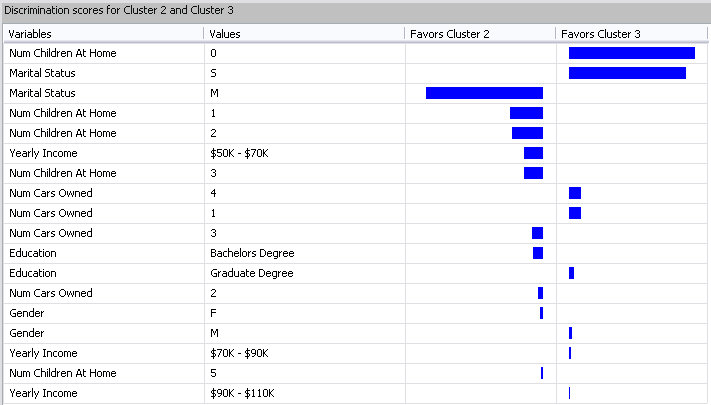 Discrimination scores for Cluster 2 and Cluster 3
Variables Values Favors Cluster 2 Favors Cluster 3
Num Children At Home 0
Marital Status S
Marital Status M
Num Children At Home 1
Num Children At Home 2
Yearly Income $50K - $70K
Num Children At Home 3
Num Cars Owned 4
Num Cars Owned 1
Num Cars Owned 3
Education Bachelors Degree
Education Graduate Degree
Num Cars Owned 2
Gender F
Gender M
Yearly Income $70K - $90K
Num Children At Home 5
Yearly Income $90K - $110K